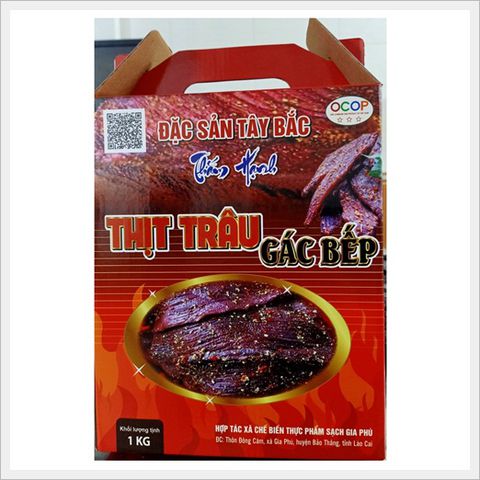 OCOP
ĐẶC SẢN TÂY BẮC
Thắng Hạnh
THỊT TRÂU
GÁC BẾP
Khối lượng tịnh
1 KG
HỢP TÁC XÃ CHẾ BIẾN THỰC PHẨM SẠCH GIA PHÚ
ĐC: Thôn Đông Căm, xã Gia Phú, huyện Bảo Thắng, tỉnh Lào Cai